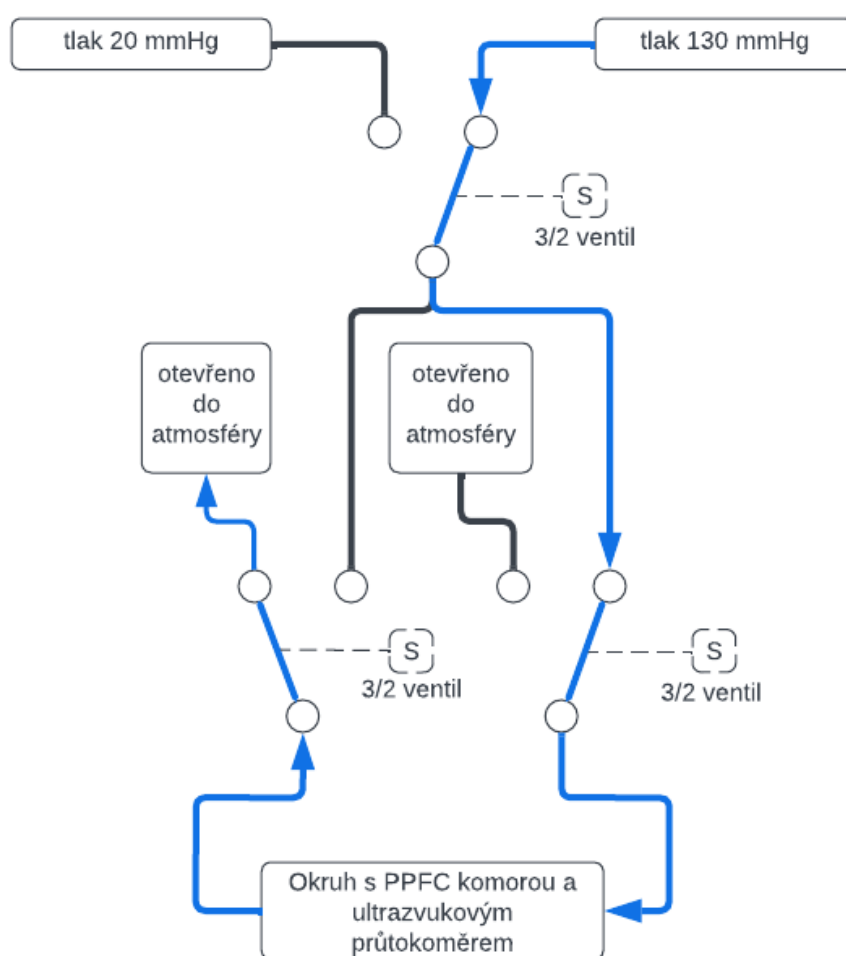 tlak 20 mmHg
tlak 130 mmHg
S
3/2 ventil
otevřeno
do
atmosféry
otevřeno
do
atmosféry
S
3/2 ventil
S
3/2 ventil
Okruh s PPFC komorou a
ultrazvukovým
průtokoměrem